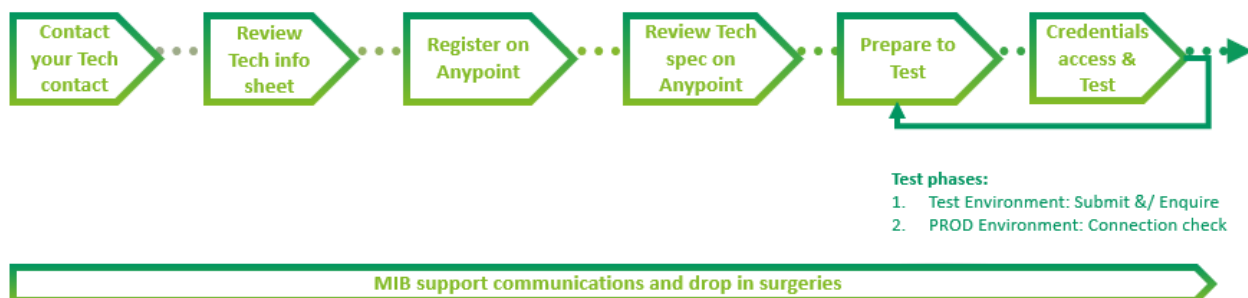 Contact
your Tech
contact
Review
Tech info
sheet
Register on
Anypoint
Review Tech
spec on
Anypoint
Prepare to
Test
Credentials
access &
Test
Test phases:
1. Test Environment: Submit &/ Enquire
2. PROD Environment: Connection check
MIB support communications and drop in surgeries